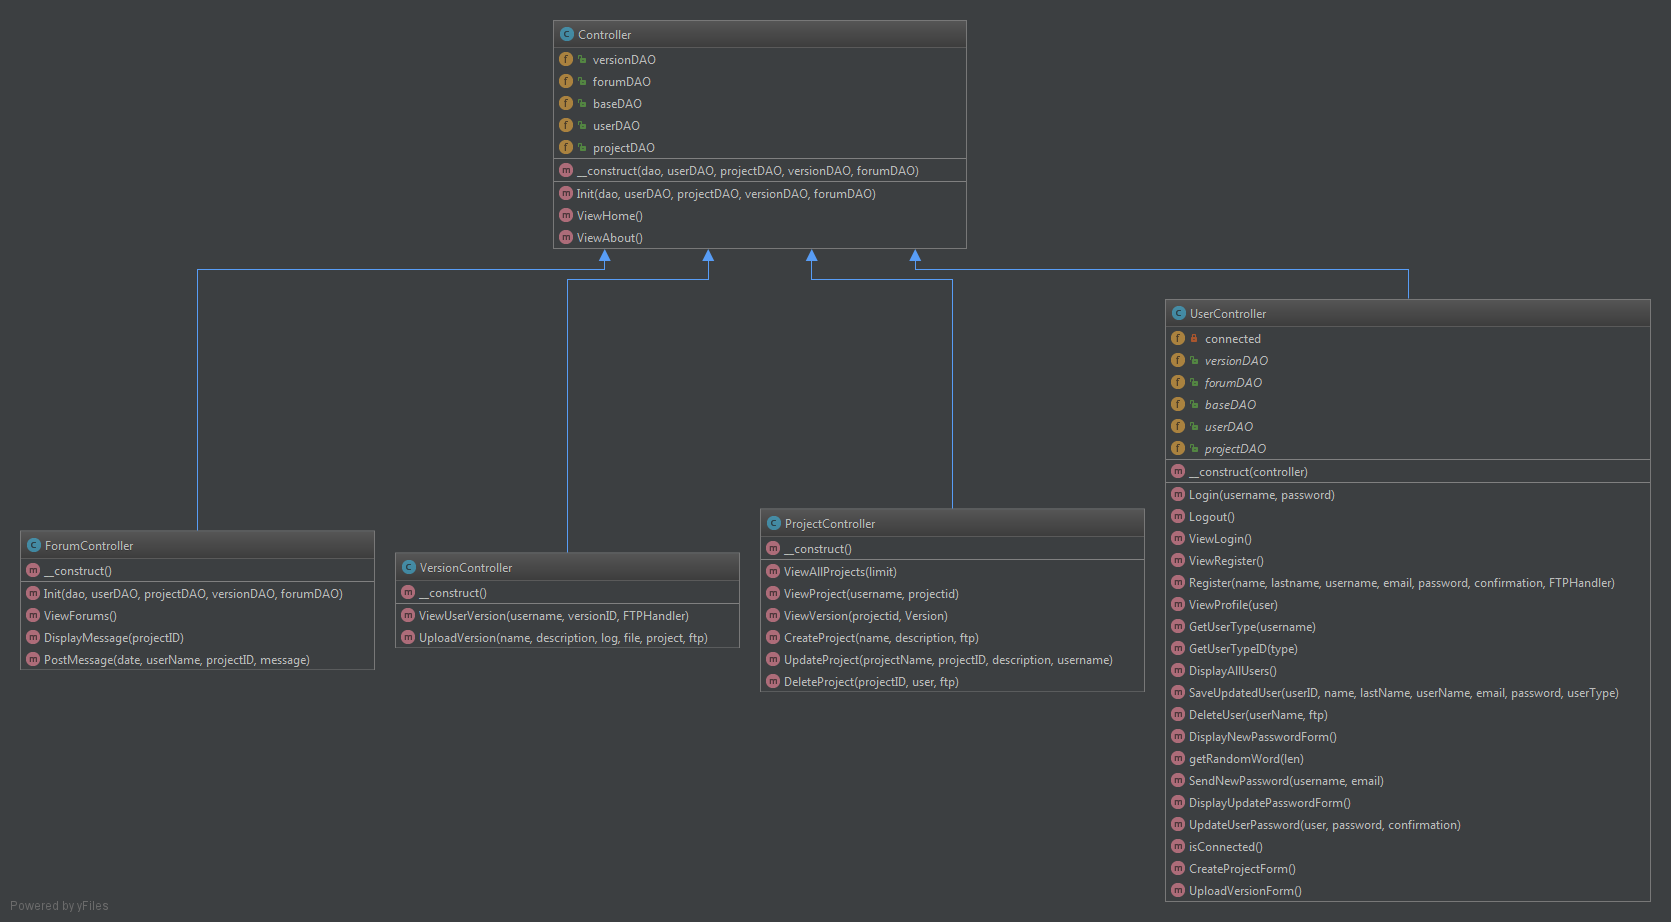 Controller
versionDAO
forumDAO
baseDAO
userDAO
projectDAO
__construct(dao, userDAO, projectDAO, versionDAO, forumDAO)
Init(dao, userDAO, projectDAO, versionDAO, forumDAO)
ViewHome()
ViewAbout()
ForumController
__construct()
Init(dao, userDAO, projectDAO, versionDAO, forumDAO)
ViewForums()
DisplayMessage(projectID)
PostMessage(date, userName, projectID, message)
VersionController
__construct()
ViewUserVersion(username, versionID, FTPHandler)
UploadVersion(name, description, log, file, project, ftp)
ProjectController
__construct()
ViewAllProjects(limit)
ViewProject(username, projectid)
ViewVersion(projectid, Version)
CreateProject(name, description, ftp)
UpdateProject(projectName, projectID, description, username)
DeleteProject(projectID, user, ftp)
UserController
connected
versionDAO
forumDAO
baseDAO
userDAO
projectDAO
__construct(controller)
Login(username, password)
Logout()
ViewLogin()
ViewRegister()
Register(name, lastname, username, email, password, confirmation, FTPHandler)
ViewProfile(user)
GetUserType(username)
GetUserTypeID(type)
DisplayAllUsers()
SaveUpdatedUser(userID, name, lastName, userName, email, password, userType)
DeleteUser(userName, ftp)
DisplayNewPasswordForm()
getRandomWord(len)
SendNewPassword(username, email)
DisplayUpdatePasswordForm()
UpdateUserPassword(user, password, confirmation)
isConnected()
CreateProjectForm()
UploadVersionForm()
Powered by yFiles